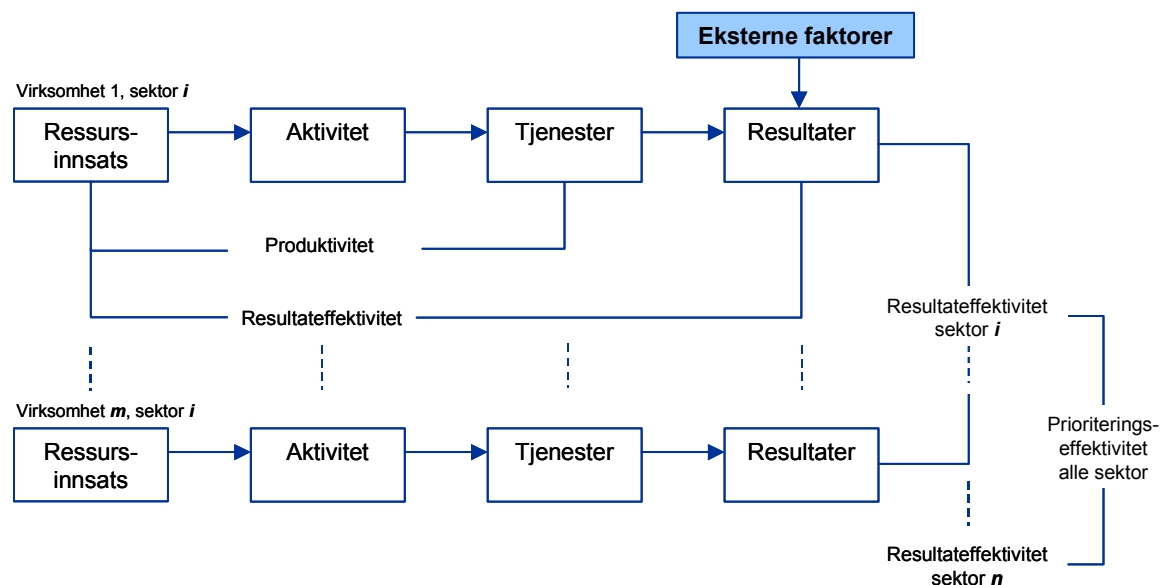 Eksterne faktorer
Virksomhet 1, sektor i
Ressurs-
innsats
Aktivitet
Tjenester
Resultater
Produktivitet
Resultateffektivitet
Resultateffektivitet
sektor i
Virksomhet m, sektor i
Ressurs-
innsats
Aktivitet
Tjenester
Resultater
Prioriterings-
effektivitet
alle sektor
Resultateffektivitet
sektor n